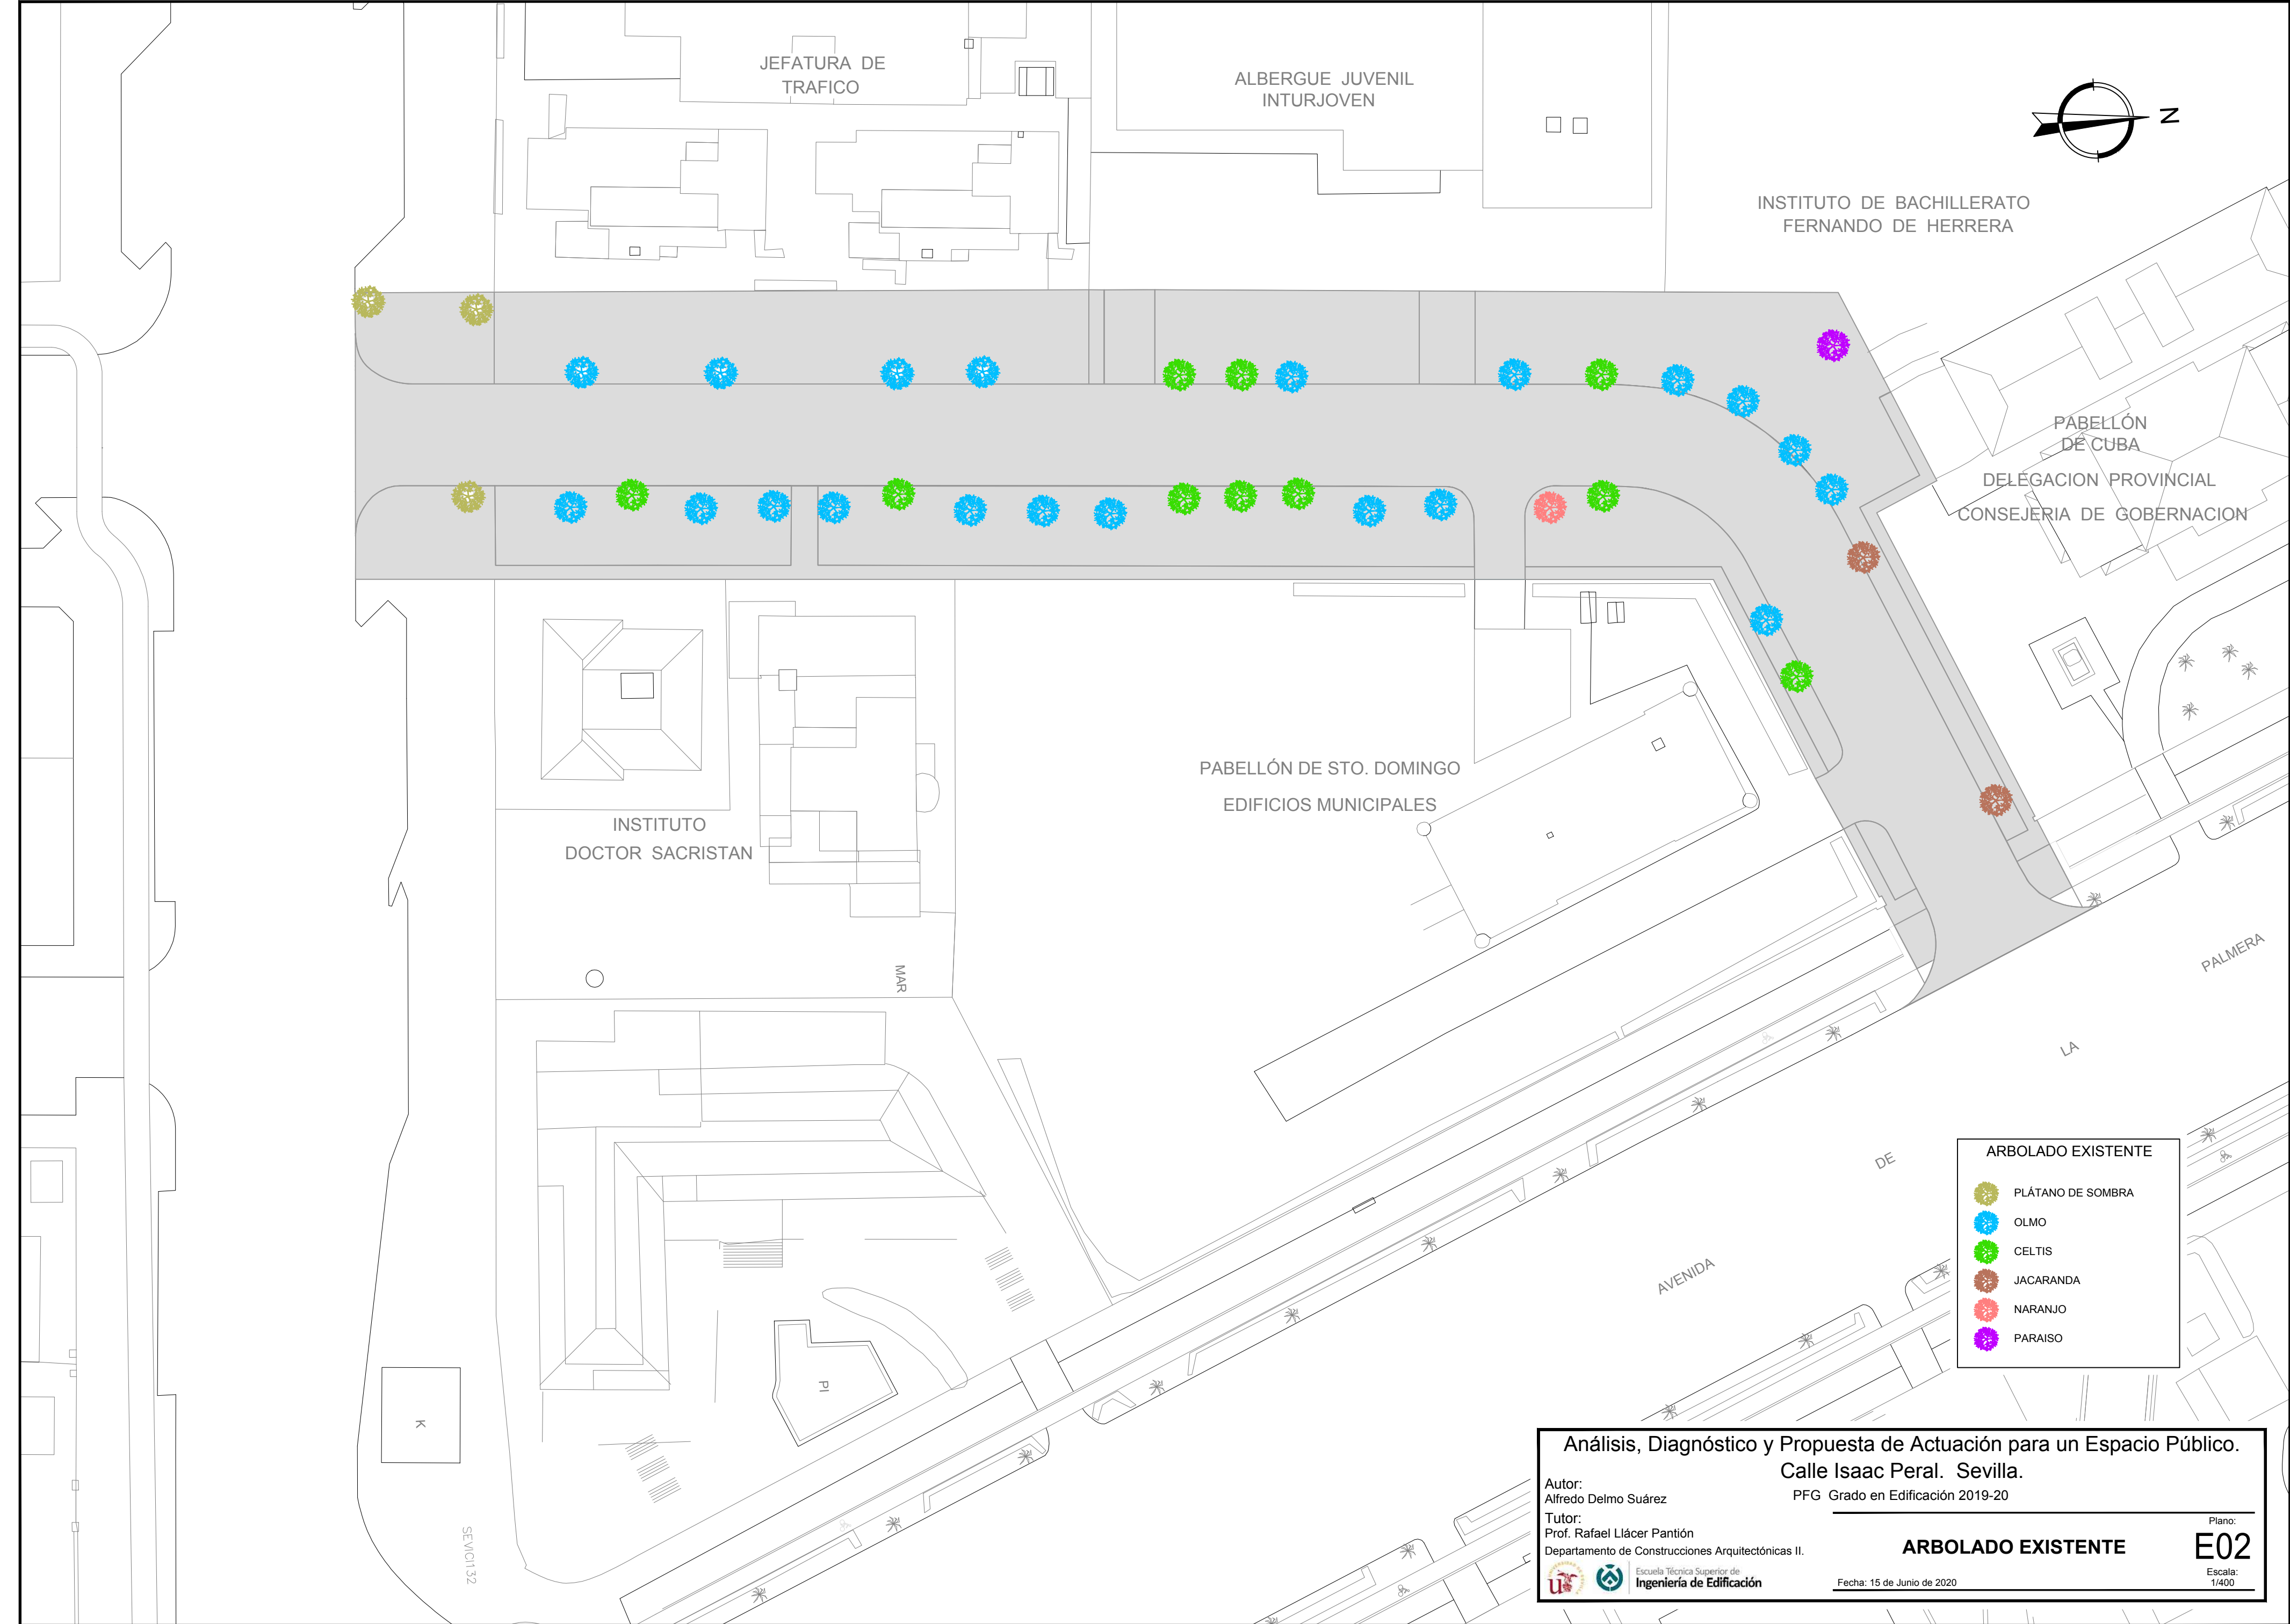 JEFATURA DE
TRAFICO
ALBERGUE JUVENIL
INTURJOVEN
N
INSTITUTO DE BACHILLERATO
FERNANDO DE HERRERA
PABELLÓN
DE CUBA
DELEGACION PROVINCIAL
CONSEJERIA DE GOBERNACION
PABELLÓN DE STO. DOMINGO
EDIFICIOS MUNICIPALES
INSTITUTO
DOCTOR SACRISTAN
MAR
PALMERA
LA
DE
AVENIDA
PI
K
SEVICI132
ARBOLADO EXISTENTE
PLÁTANO DE SOMBRA
OLMO
CELTIS
JACARANDA
NARANJO
PARAISO
Análisis, Diagnóstico y Propuesta de Actuación para un Espacio Público.
Calle Isaac Peral. Sevilla.
Autor:
Alfredo Delmo Suárez
PFG Grado en Edificación 2019-20
Tutor:
Prof. Rafael Llácer Pantión
Departamento de Construcciones Arquitectónicas II.
Escuela Técnica Superior de
Ingeniería de Edificación
ARBOLADO EXISTENTE
Fecha: 15 de Junio de 2020
Plano:
E02
Escala:
1/400